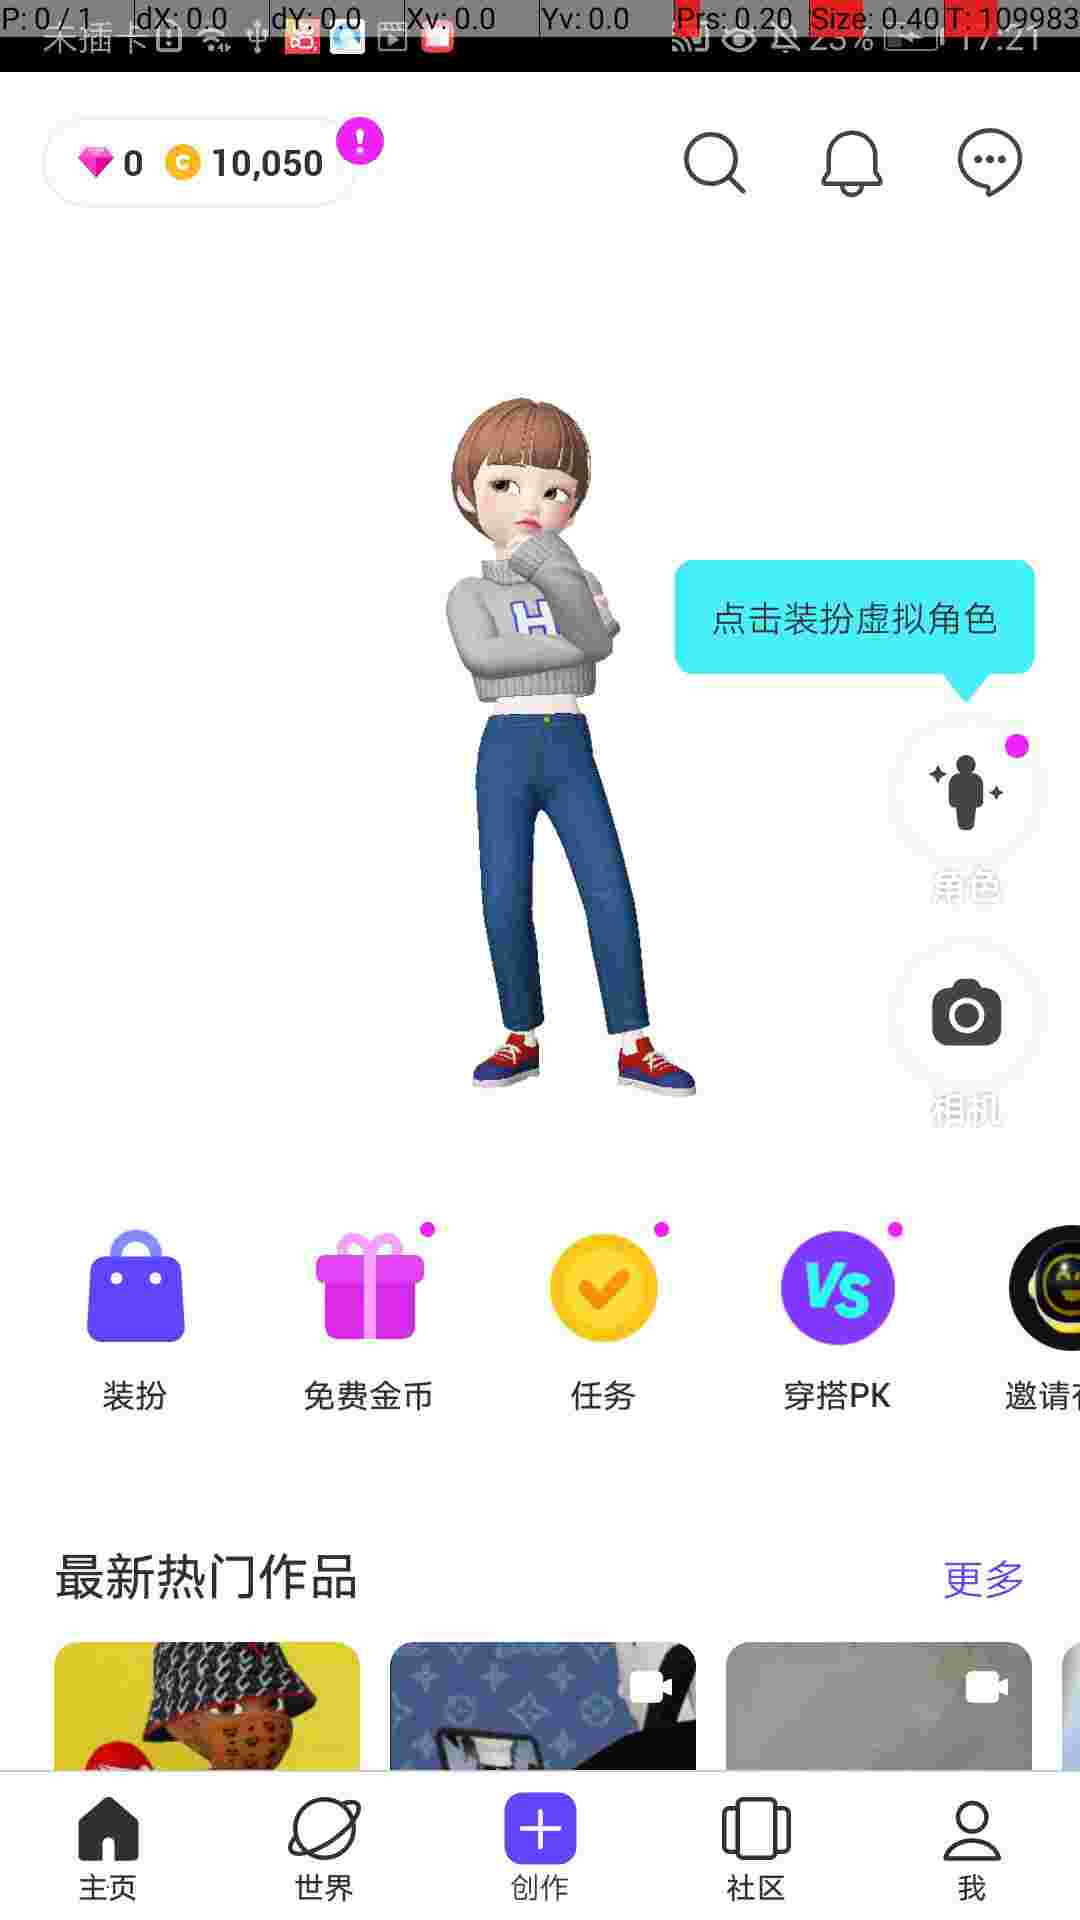 P: 0 / 1 dX: 0.0 dY: 0.0 Xv: 0.0 Yv: 0.0 Prs: 0.20 Size: 0.40 T: 109983
未插卡 23% 17:21
0 10,050
点击装扮虚拟角色
H
角色
相机
VS
装扮 免费金币 任务 穿搭PK 邀请
最新热门作品 更多
主页 世界 创作 社区 我